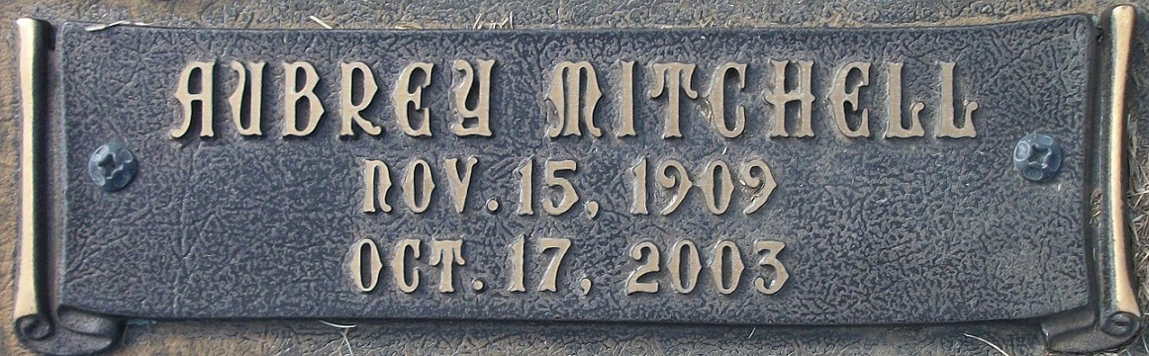 AUBREY MITCHELL
NOV. 15, 1909
OCT. 17, 2003